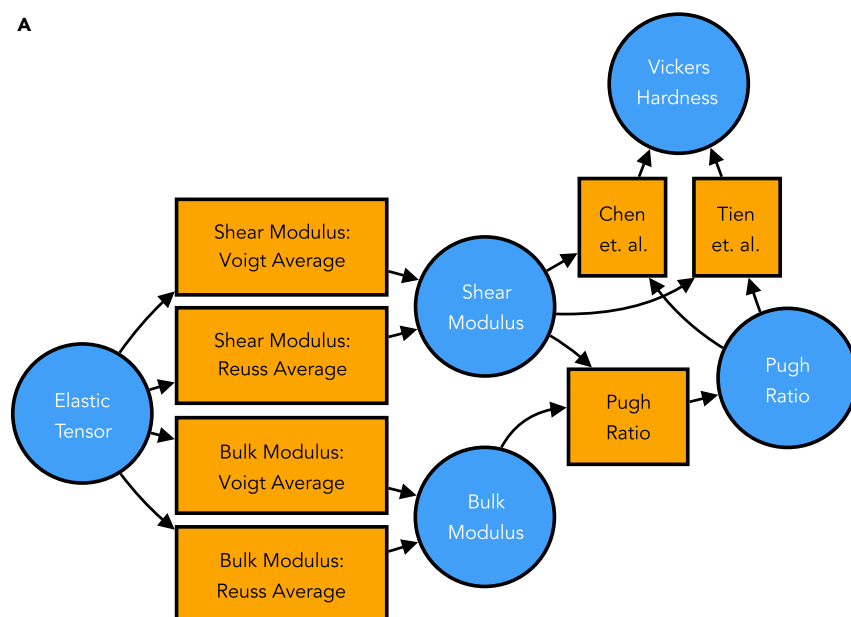 A
Vickers
Hardness
Chen
et. al.
Tien
et. al.
Shear Modulus:
Voigt Average
Shear
Modulus
Shear Modulus:
Reuss Average
Elastic
Tensor
Pugh
Ratio
Pugh
Ratio
Bulk Modulus:
Voigt Average
Bulk
Modulus
Bulk Modulus:
Reuss Average